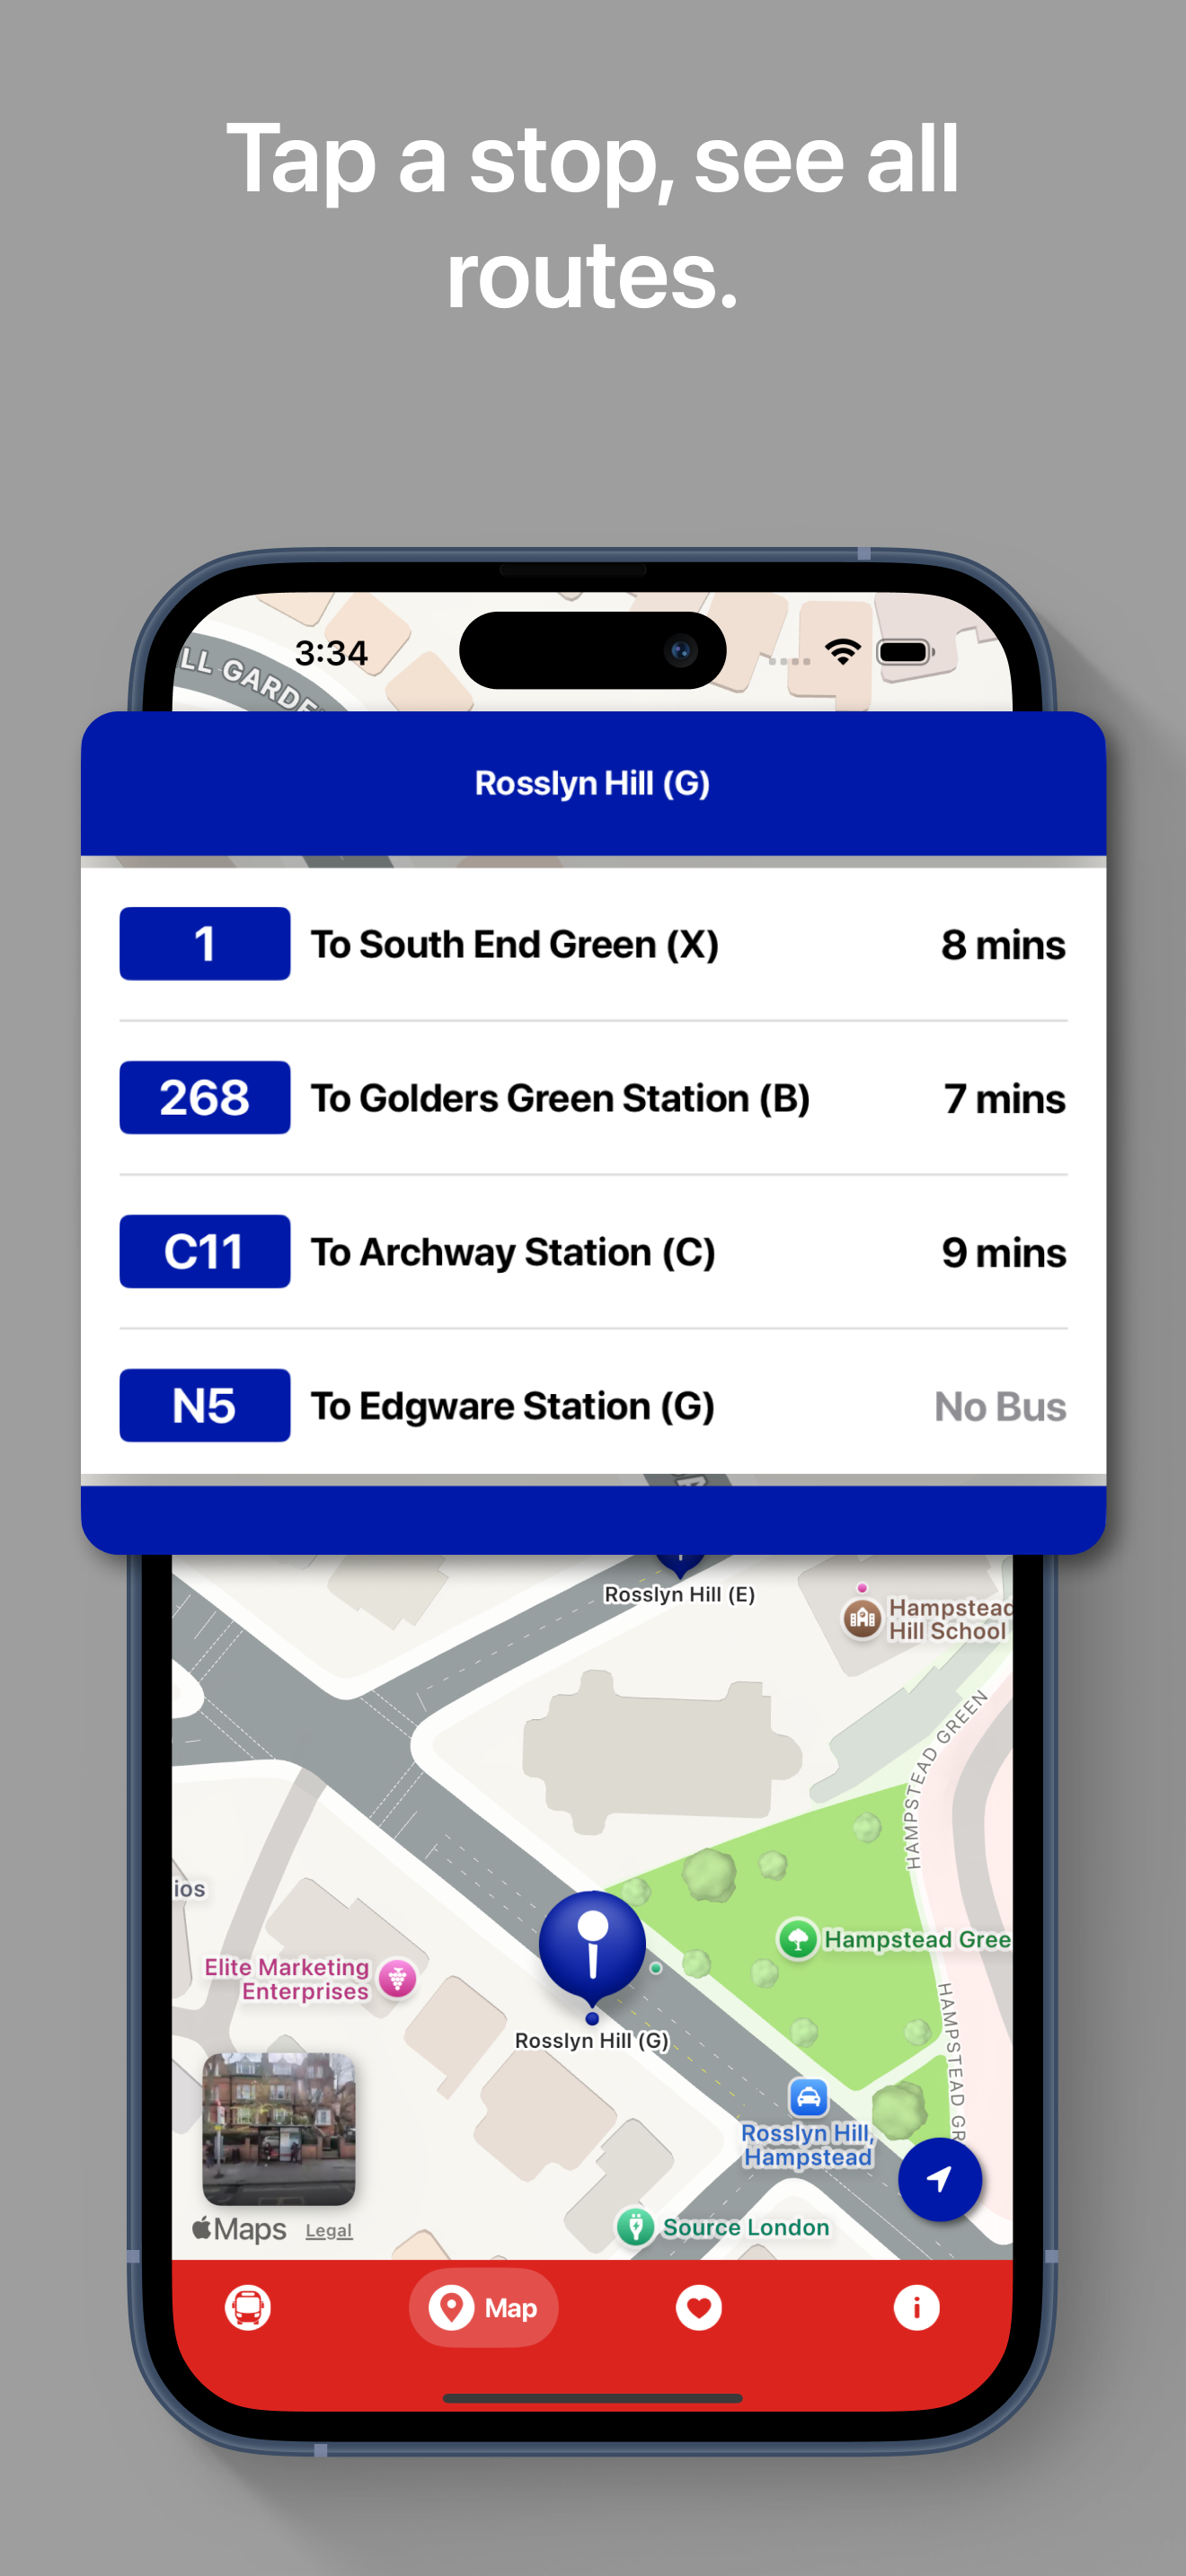 Tap a stop, see all
routes.
3:34
LL GARDE
Rosslyn Hill (G)
1 To South End Green (X) 8 mins
268 To Golders Green Station (B) 7 mins
C11 To Archway Station (C) 9 mins
N5 To Edgware Station (G) No Bus
Rosslyn Hill (E)
Hampstead
Hill School
HAMPSTEAD GREEN
ios
Hampstead Gree
Elite Marketing
Enterprises
HAMPSTEAD GR
Rosslyn Hill (G)
Rosslyn Hill,
Hampstead
Maps Legal
Source London
Map